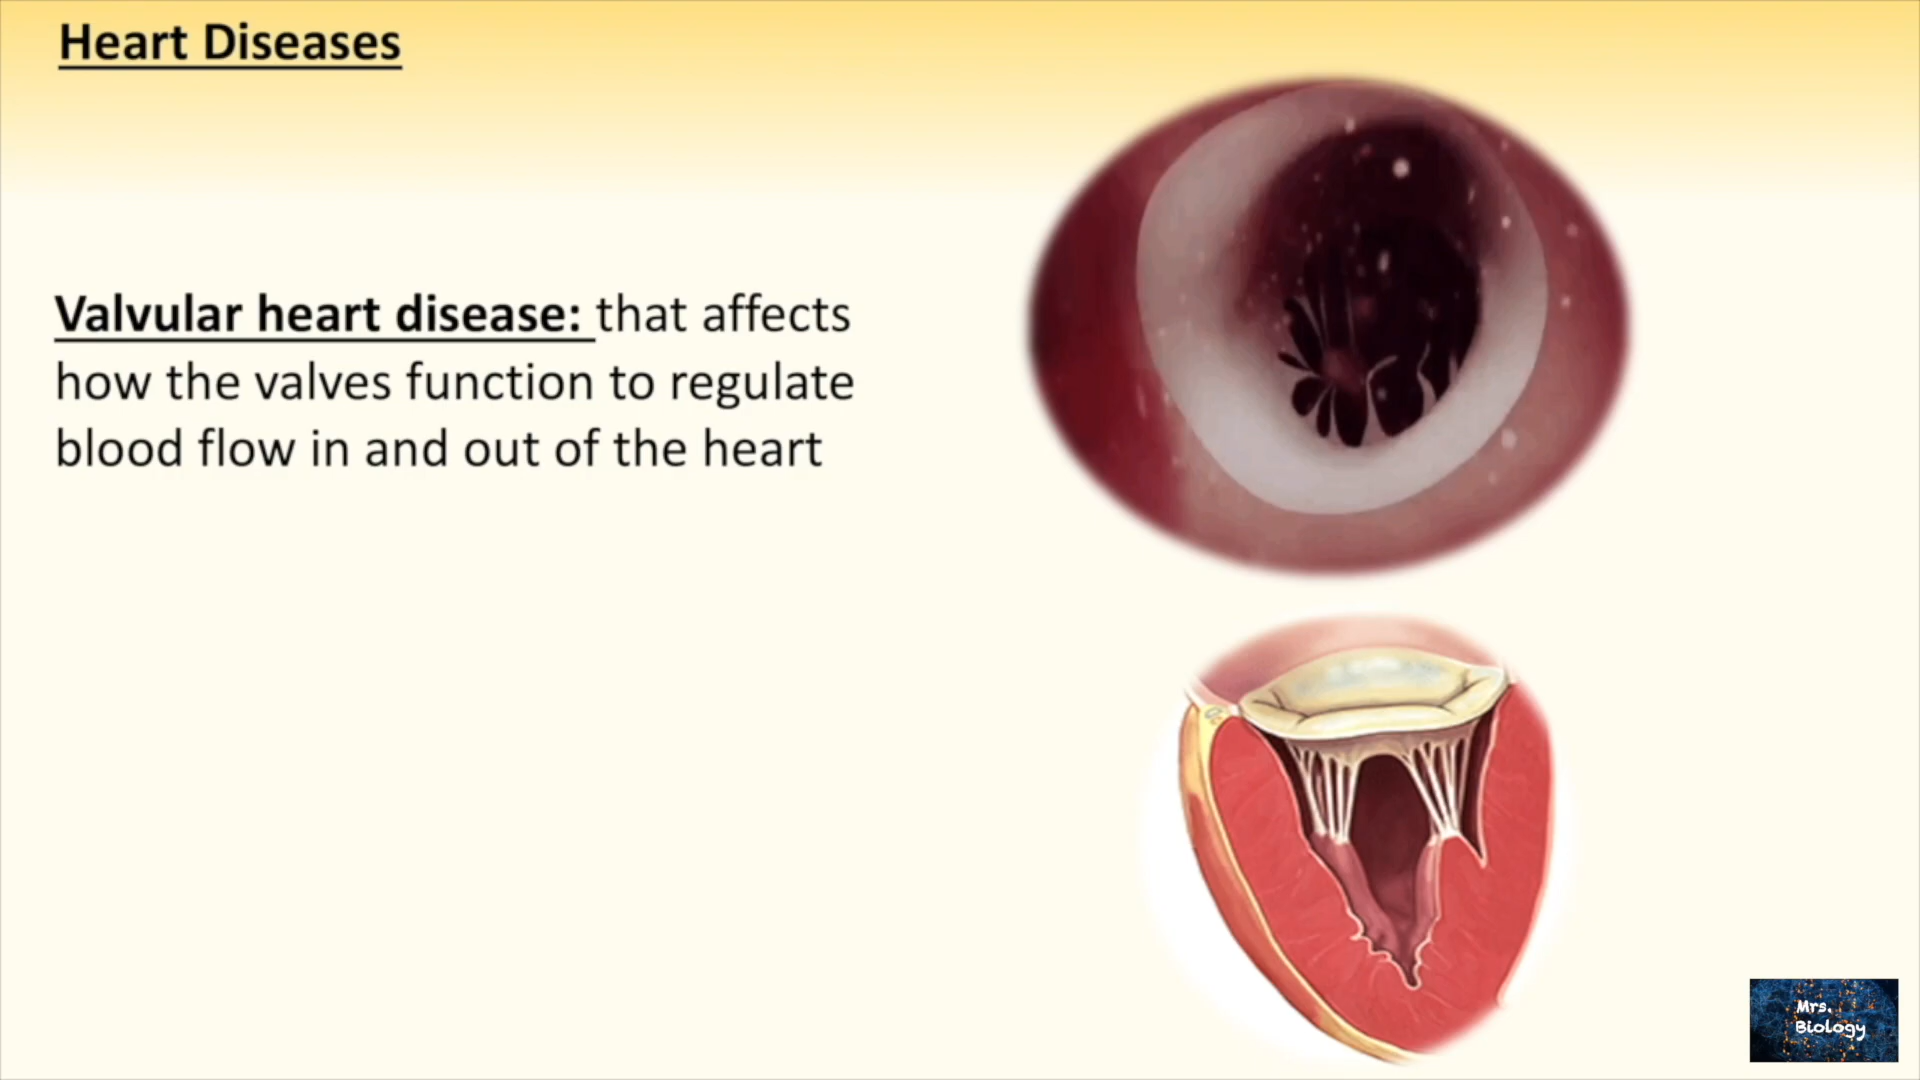 Heart Diseases
Valvular heart disease: that affects
how the valves function to regulate
blood flow in and out of the heart
Mrs.
Biology